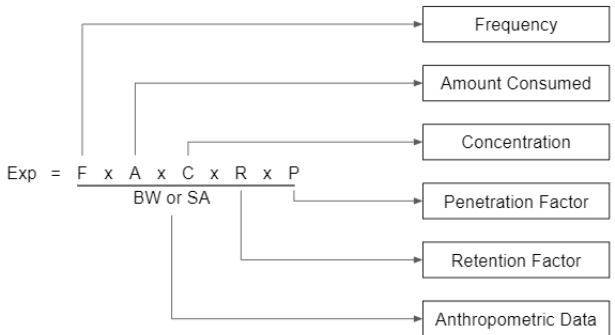 Frequency
Amount Consumed
Concentration
Exp = F x A x C x R x P
BW or SA
Penetration Factor
Retention Factor
Anthropometric Data